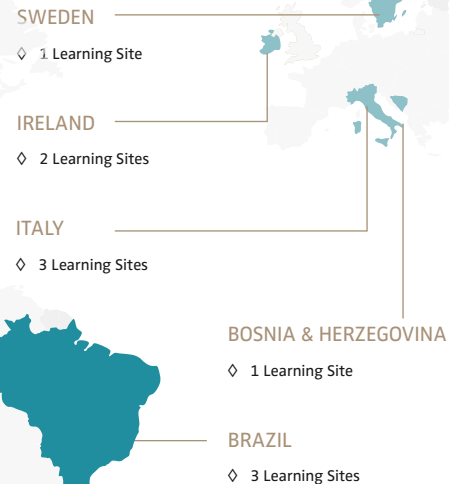 SWEDEN
◊ 1 Learning Site
IRELAND
◊ 2 Learning Sites
ITALY
◊ 3 Learning Sites
BOSNIA & HERZEGOVINA
◊ 1 Learning Site
BRAZIL
◊ 3 Learning Sites